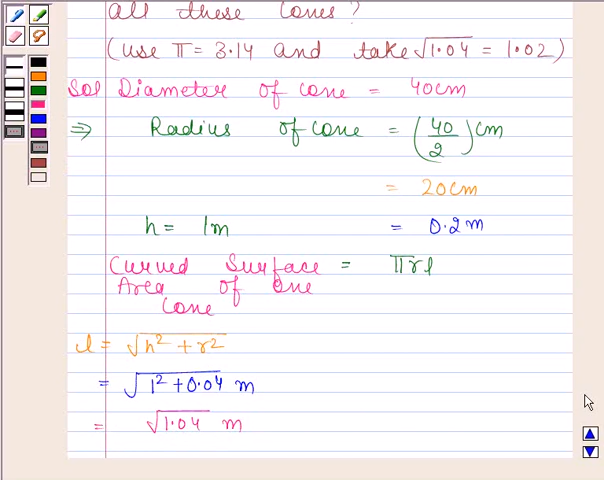 all these cones?
(use π = 3.14 and take √1.04 = 1.02)
Sol Diameter of cone = 40cm
⇒ Radius of cone = (40/2) cm
= 20cm
h = 1m = 0.2m
Curved Surface = πrl
Area of one
cone
l = √h² + r²
= √1² + 0.04 m
= √1.04 m